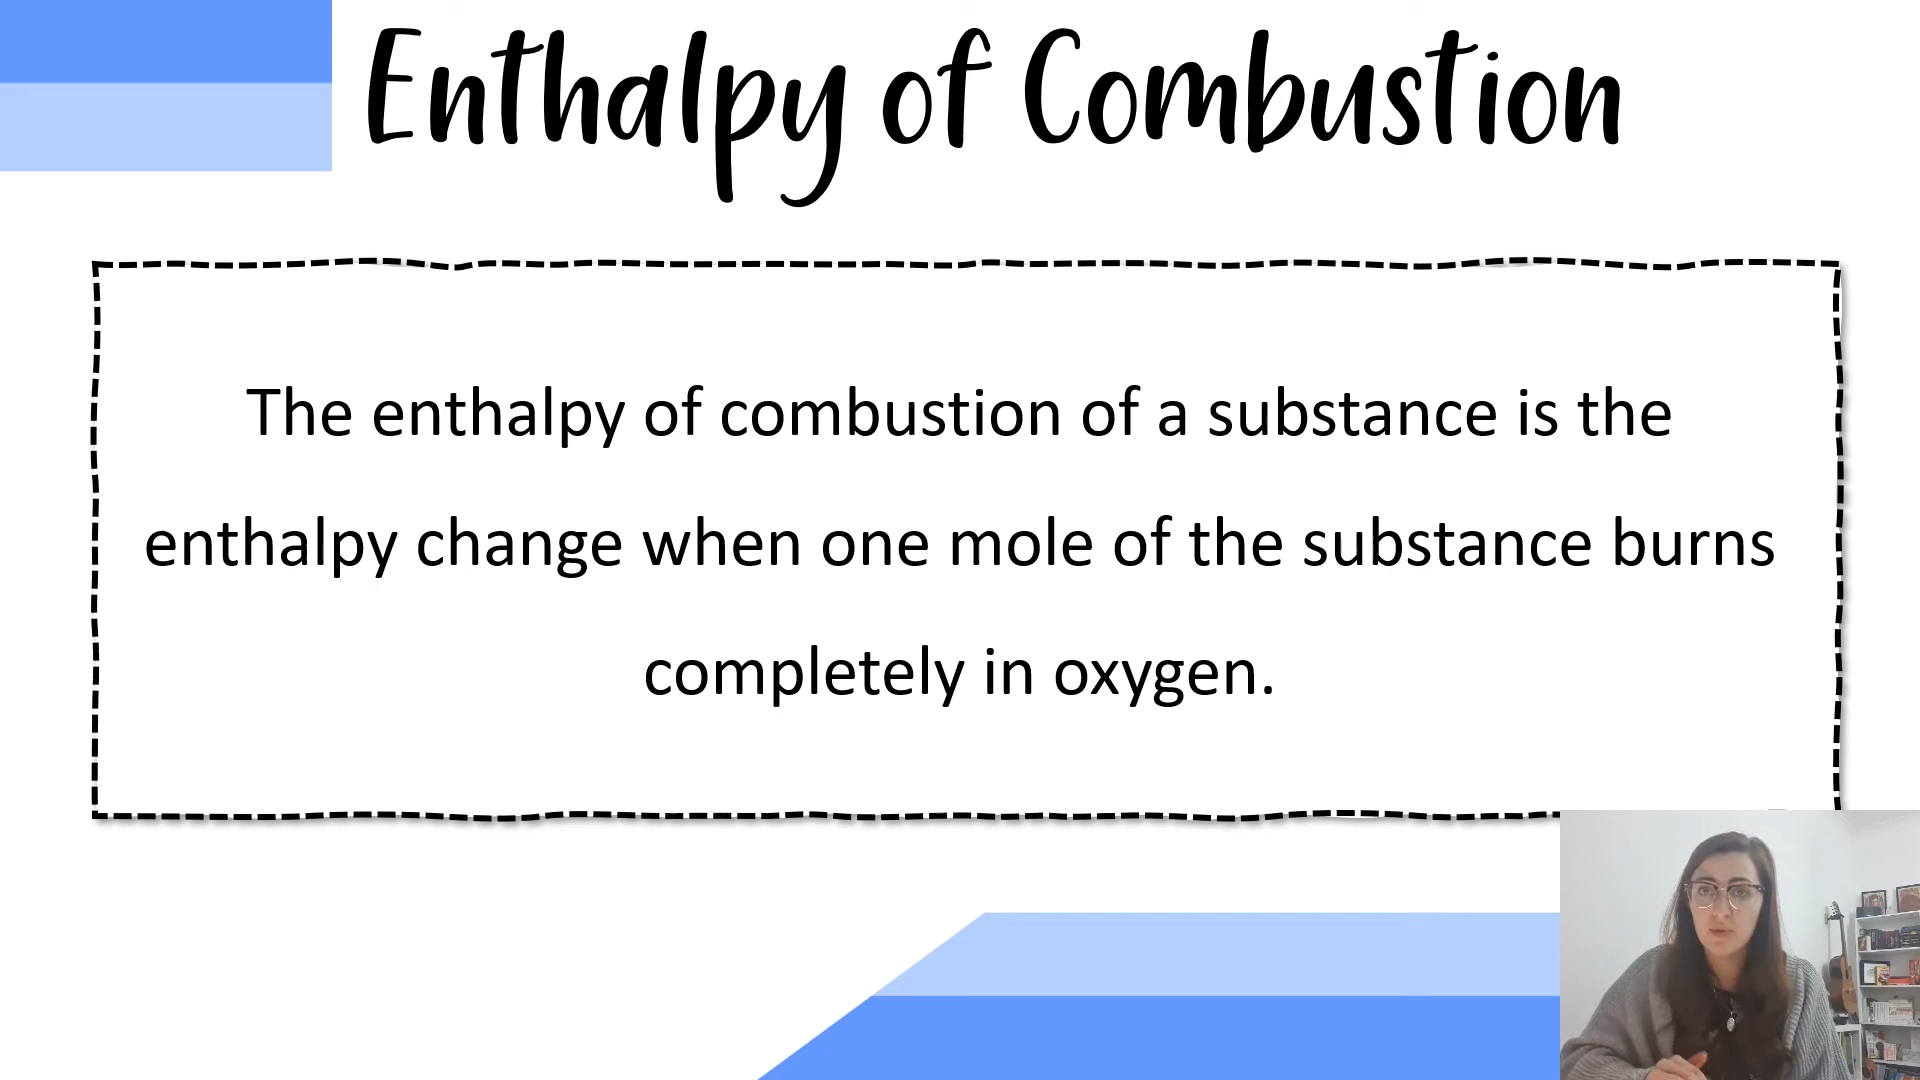 Enthalpy of Combustion
The enthalpy of combustion of a substance is the
enthalpy change when one mole of the substance burns
completely in oxygen.